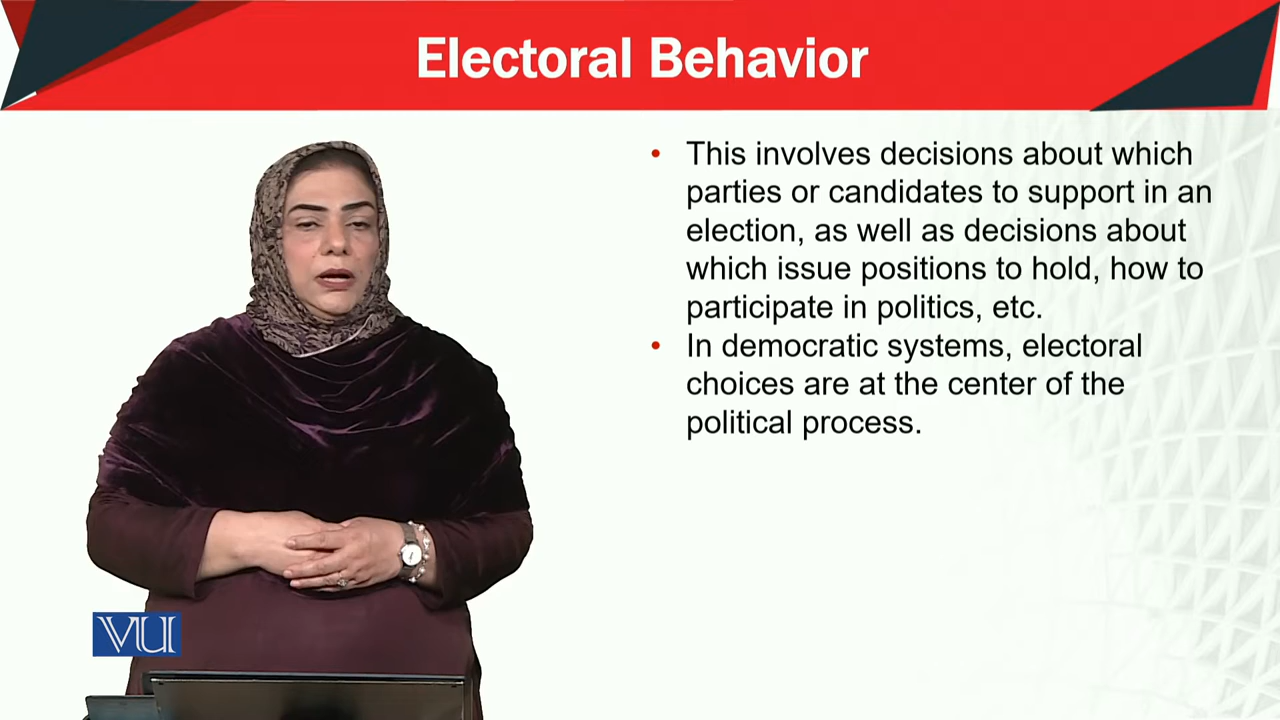 Electoral Behavior
• This involves decisions about which
parties or candidates to support in an
election, as well as decisions about
which issue positions to hold, how to
participate in politics, etc.
• In democratic systems, electoral
choices are at the center of the
political process.
VU